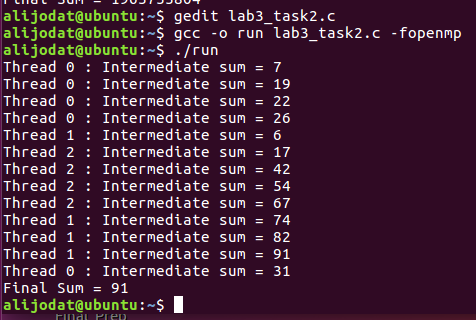 Final Sum = 1963735804
alijodat@ubuntu:~$ gedit lab3_task2.c
alijodat@ubuntu:~$ gcc -o run lab3_task2.c -fopenmp
alijodat@ubuntu:~$ ./run
Thread 0 : Intermediate sum = 7
Thread 0 : Intermediate sum = 19
Thread 0 : Intermediate sum = 22
Thread 0 : Intermediate sum = 26
Thread 1 : Intermediate sum = 6
Thread 2 : Intermediate sum = 17
Thread 2 : Intermediate sum = 42
Thread 2 : Intermediate sum = 54
Thread 2 : Intermediate sum = 67
Thread 1 : Intermediate sum = 74
Thread 1 : Intermediate sum = 82
Thread 1 : Intermediate sum = 91
Thread 0 : Intermediate sum = 31
Final Sum = 91
alijodat@ubuntu:~$
Final Prep